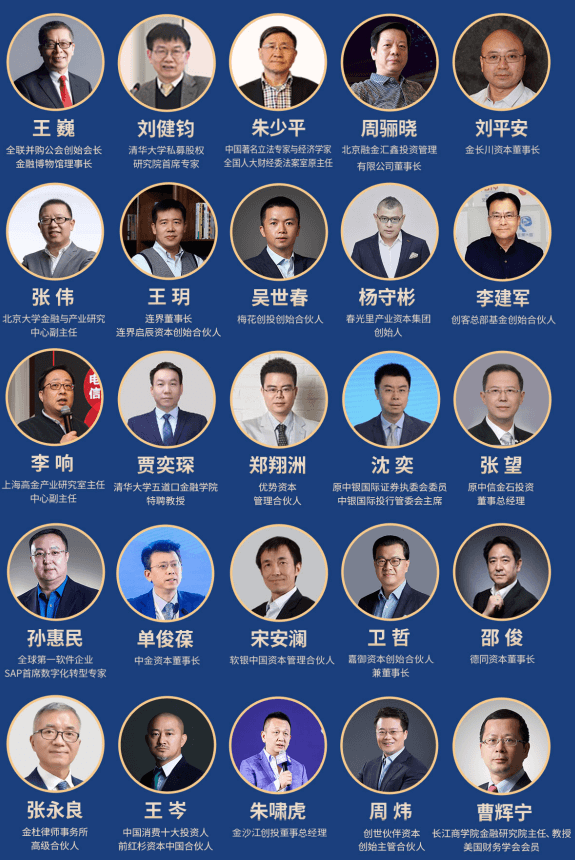 王 巍
全联并购公会创始会长
金融博物馆理事长
刘健钧
清华大学私募股权
研究院首席专家
朱少平
中国著名立法专家与经济学家
全国人大财经委法案室原主任
周骊晓
北京融金汇鑫投资管理
有限公司董事长
刘平安
金长川资本董事长
张 伟
北京大学金融与产业研究
中心副主任
王 玥
连界董事长
连界启辰资本创始合伙人
吴世春
梅花创投创始合伙人
杨守彬
春光里产业资本集团
创始人
李建军
创客总部基金创始合伙人
电
信
李 响
上海高金产业研究室主任
中心副主任
贾奕琛
清华大学五道口金融学院
特聘教授
郑翔洲
优势资本
管理合伙人
沈 奕
原中银国际证券执委会委员
中银国际投行管委会主席
张 望
原中信金石投资
董事总经理
孙惠民
全球第一软件企业
SAP首席数字化转型专家
单俊葆
中金资本董事长
宋安澜
软银中国资本管理合伙人
卫 哲
嘉御资本创始合伙人
兼董事长
邵 俊
德同资本董事长
张永良
金杜律师事务所
高级合伙人
王 岑
中国消费十大投资人
前红杉资本中国合伙人
朱啸虎
金沙江创投董事总经理
周 炜
创世伙伴资本
创始主管合伙人
曹辉宁
长江商学院金融研究院主任、教授
美国财务学会会员